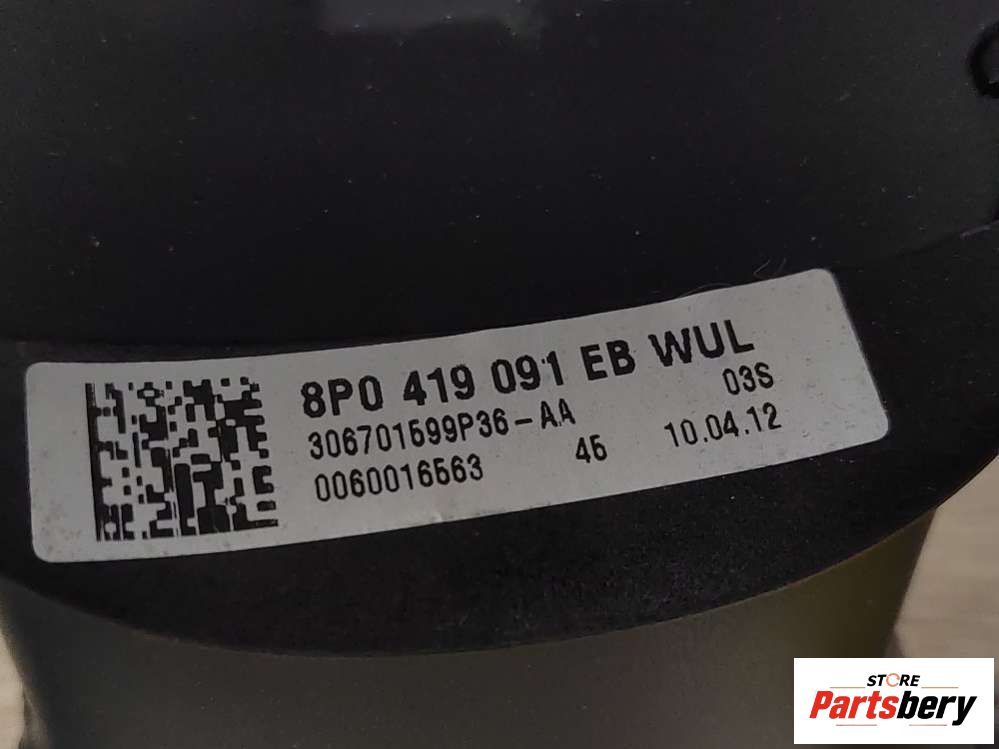 8P0 419 091 EB WUL
306701599P36-AA 03S
0060016563 46 10.04.12
STORE
Partsbery